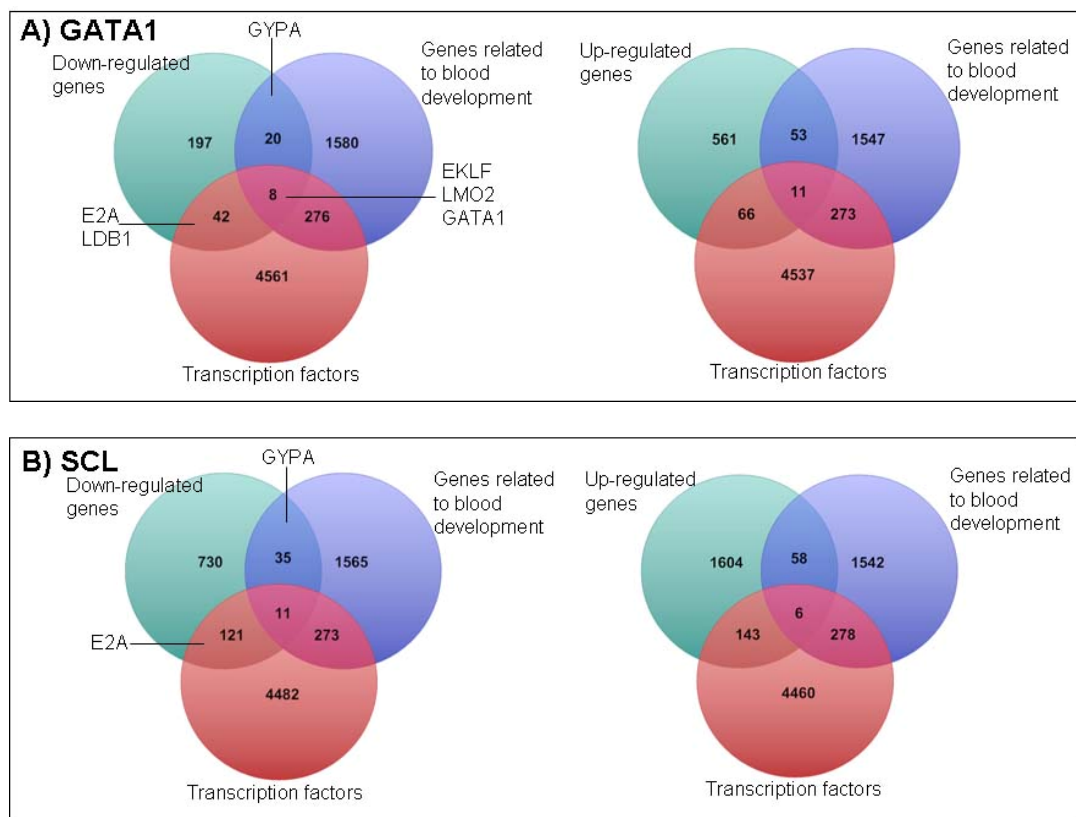 A) GATA1
GYPA
Down-regulated
genes
Genes related
to blood
development
197
20
1580
8
EKLF
LMO2
GATA1
E2A
LDB1
42
276
4561
Transcription factors
Up-regulated
genes
Genes related
to blood
development
561
53
1547
11
66
273
4537
Transcription factors
B) SCL
GYPA
Down-regulated
genes
Genes related
to blood
development
730
35
1565
11
E2A
121
273
4482
Transcription factors
Up-regulated
genes
Genes related
to blood
development
1604
58
1542
6
143
278
4460
Transcription factors